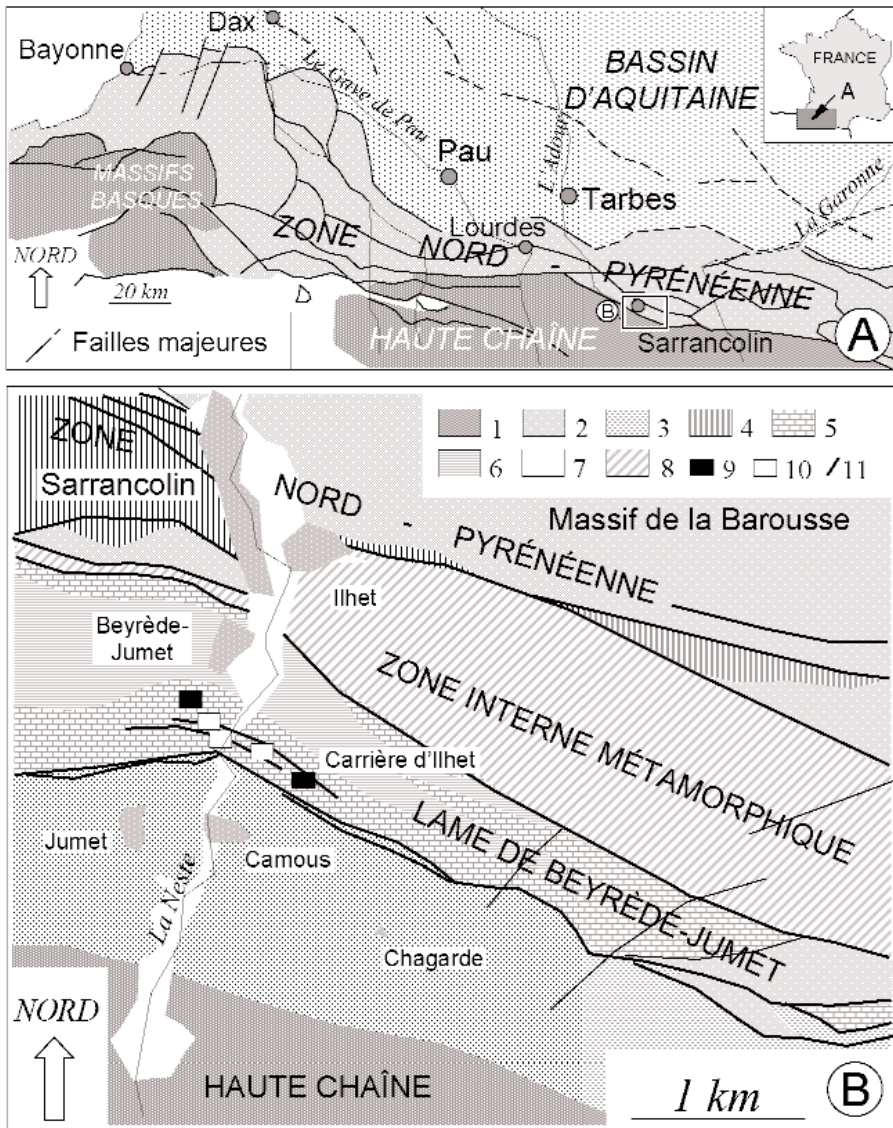 Dax
Bayonne
Le Gave de Pau
BASSIN
D'AQUITAINE
FRANCE
A
L'Adour
Pau
MASSIFS
BASQUES
Tarbes
La Garonne
Lourdes
ZONE
NORD
PYRÉNÉENNE
NORD
20 km
B
HAUTE CHAÎNE
Sarrancolin
Failles majeures
A
ZONE
Sarrancolin
1 2 3 4 5
6 7 8 9 10 11
NORD
PYRÉNÉENNE
Massif de la Barousse
Ilhet
Beyrède-
Jumet
ZONE INTERNE MÉTAMORPHIQUE
Carrière d'Ilhet
LAME DE BEYRÈDE-JUMET
Jumet
Camous
La Neste
Chagarde
NORD
HAUTE CHAÎNE
1 km
B